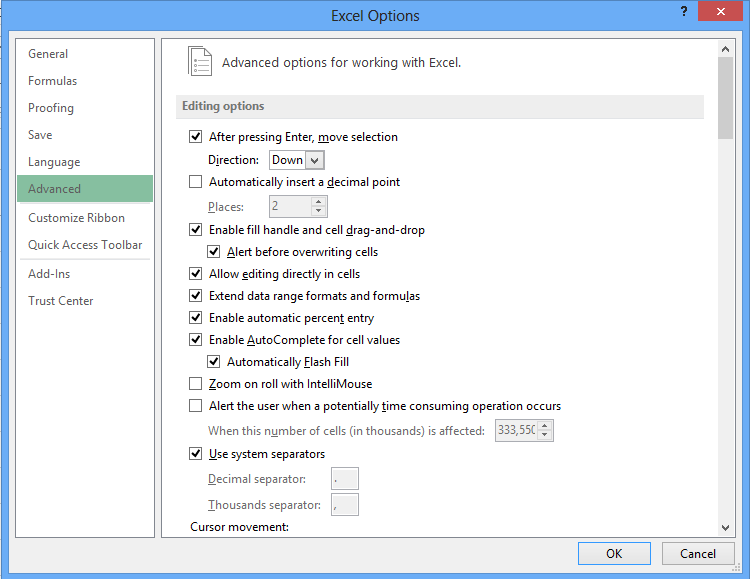 Excel Options
?
General
Formulas
Proofing
Save
Language
Advanced
Customize Ribbon
Quick Access Toolbar
Add-Ins
Trust Center
Advanced options for working with Excel.
Editing options
After pressing Enter, move selection
Direction: Down
Automatically insert a decimal point
Places: 2
Enable fill handle and cell drag-and-drop
Alert before overwriting cells
Allow editing directly in cells
Extend data range formats and formulas
Enable automatic percent entry
Enable AutoComplete for cell values
Automatically Flash Fill
Zoom on roll with IntelliMouse
Alert the user when a potentially time consuming operation occurs
When this number of cells (in thousands) is affected: 333,550
Use system separators
Decimal separator: .
Thousands separator: ,
Cursor movement:
OK Cancel